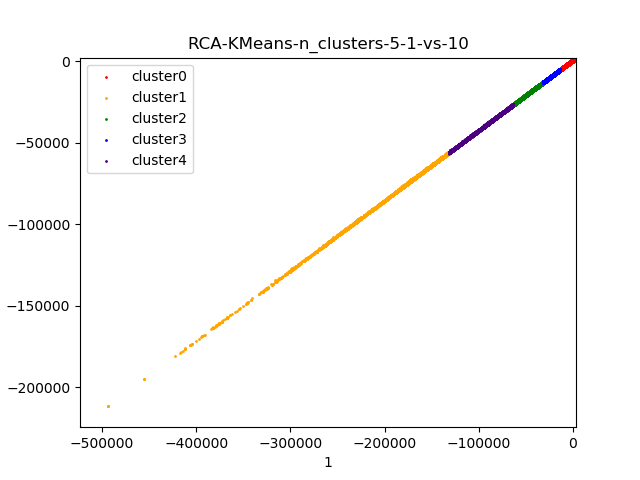 RCA-KMeans-n_clusters-5-1-vs-10
0
−50000
−100000
−150000
−200000
cluster0
cluster1
cluster2
cluster3
cluster4
−500000 −400000 −300000 −200000 −100000 0
1